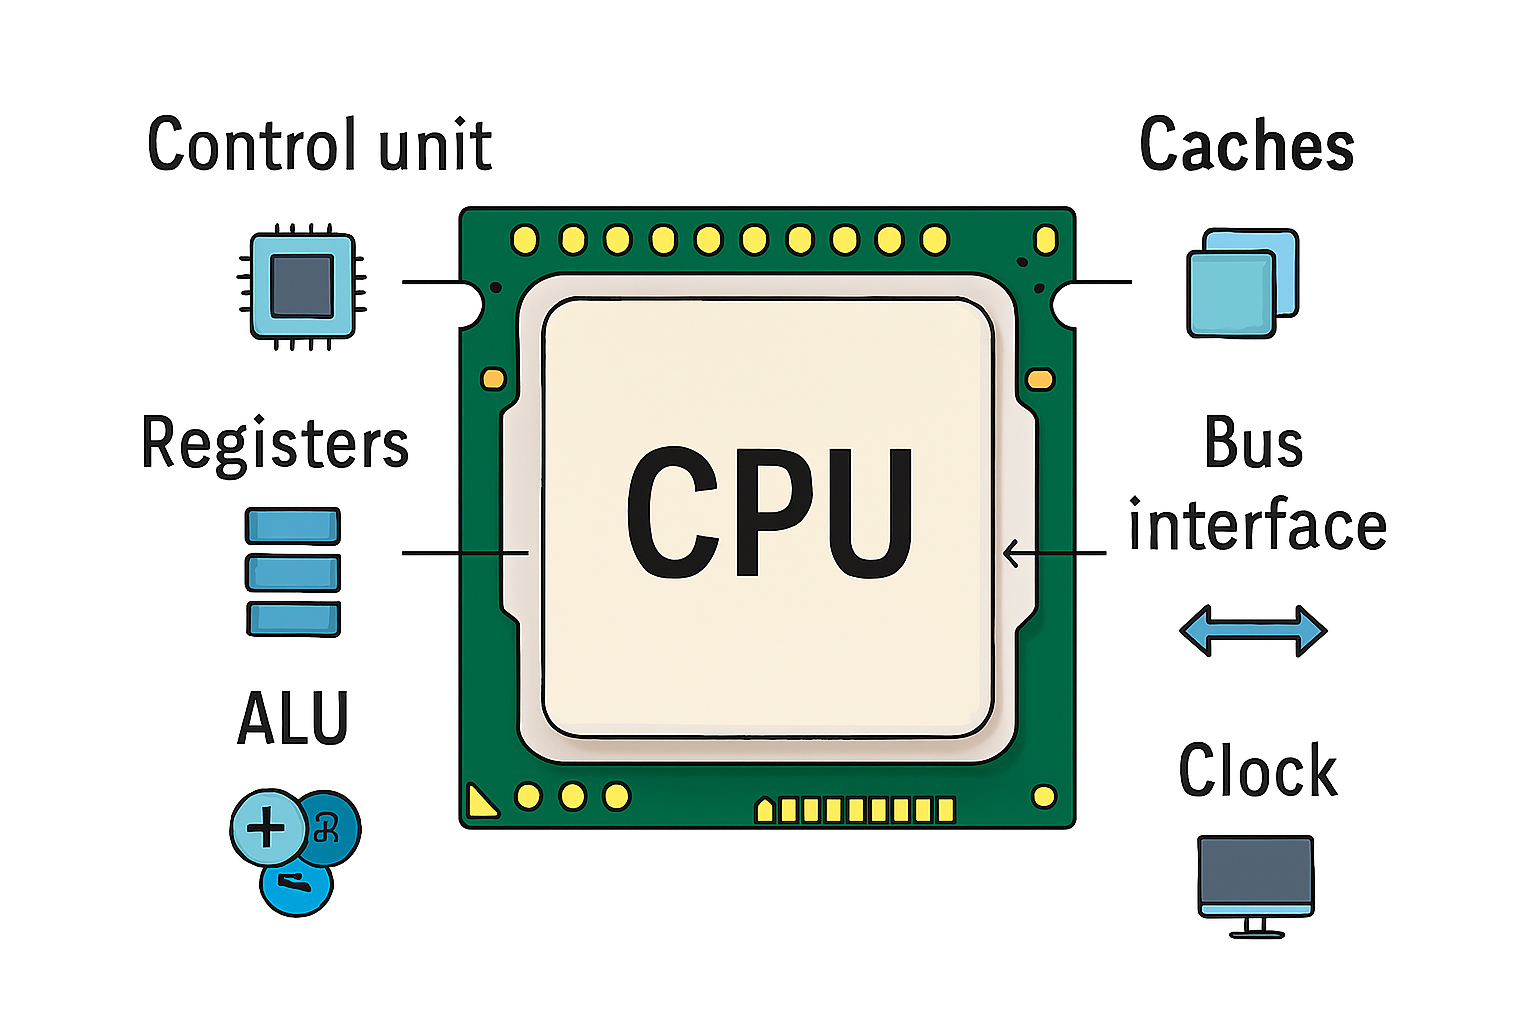 Control unit
Registers
ALU
+
CPU
Caches
Bus
interface
Clock